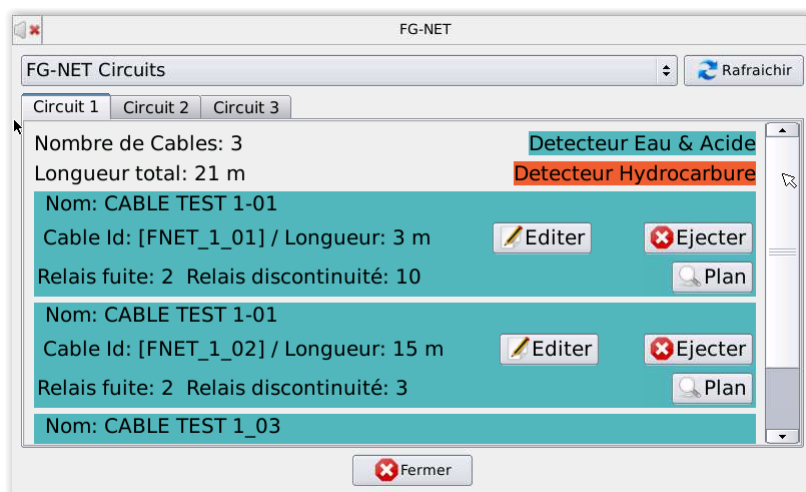 FG-NET
FG-NET Circuits
Rafraichir
Circuit 1 Circuit 2 Circuit 3
Nombre de Cables: 3 Detecteur Eau & Acide
Longueur total: 21 m Detecteur Hydrocarbure
Nom: CABLE TEST 1-01
Cable Id: [FNET_1_01] / Longueur: 3 m Editer Ejecter
Relais fuite: 2 Relais discontinuité: 10 Plan
Nom: CABLE TEST 1-01
Cable Id: [FNET_1_02] / Longueur: 15 m Editer Ejecter
Relais fuite: 2 Relais discontinuité: 3 Plan
Nom: CABLE TEST 1_03
Fermer